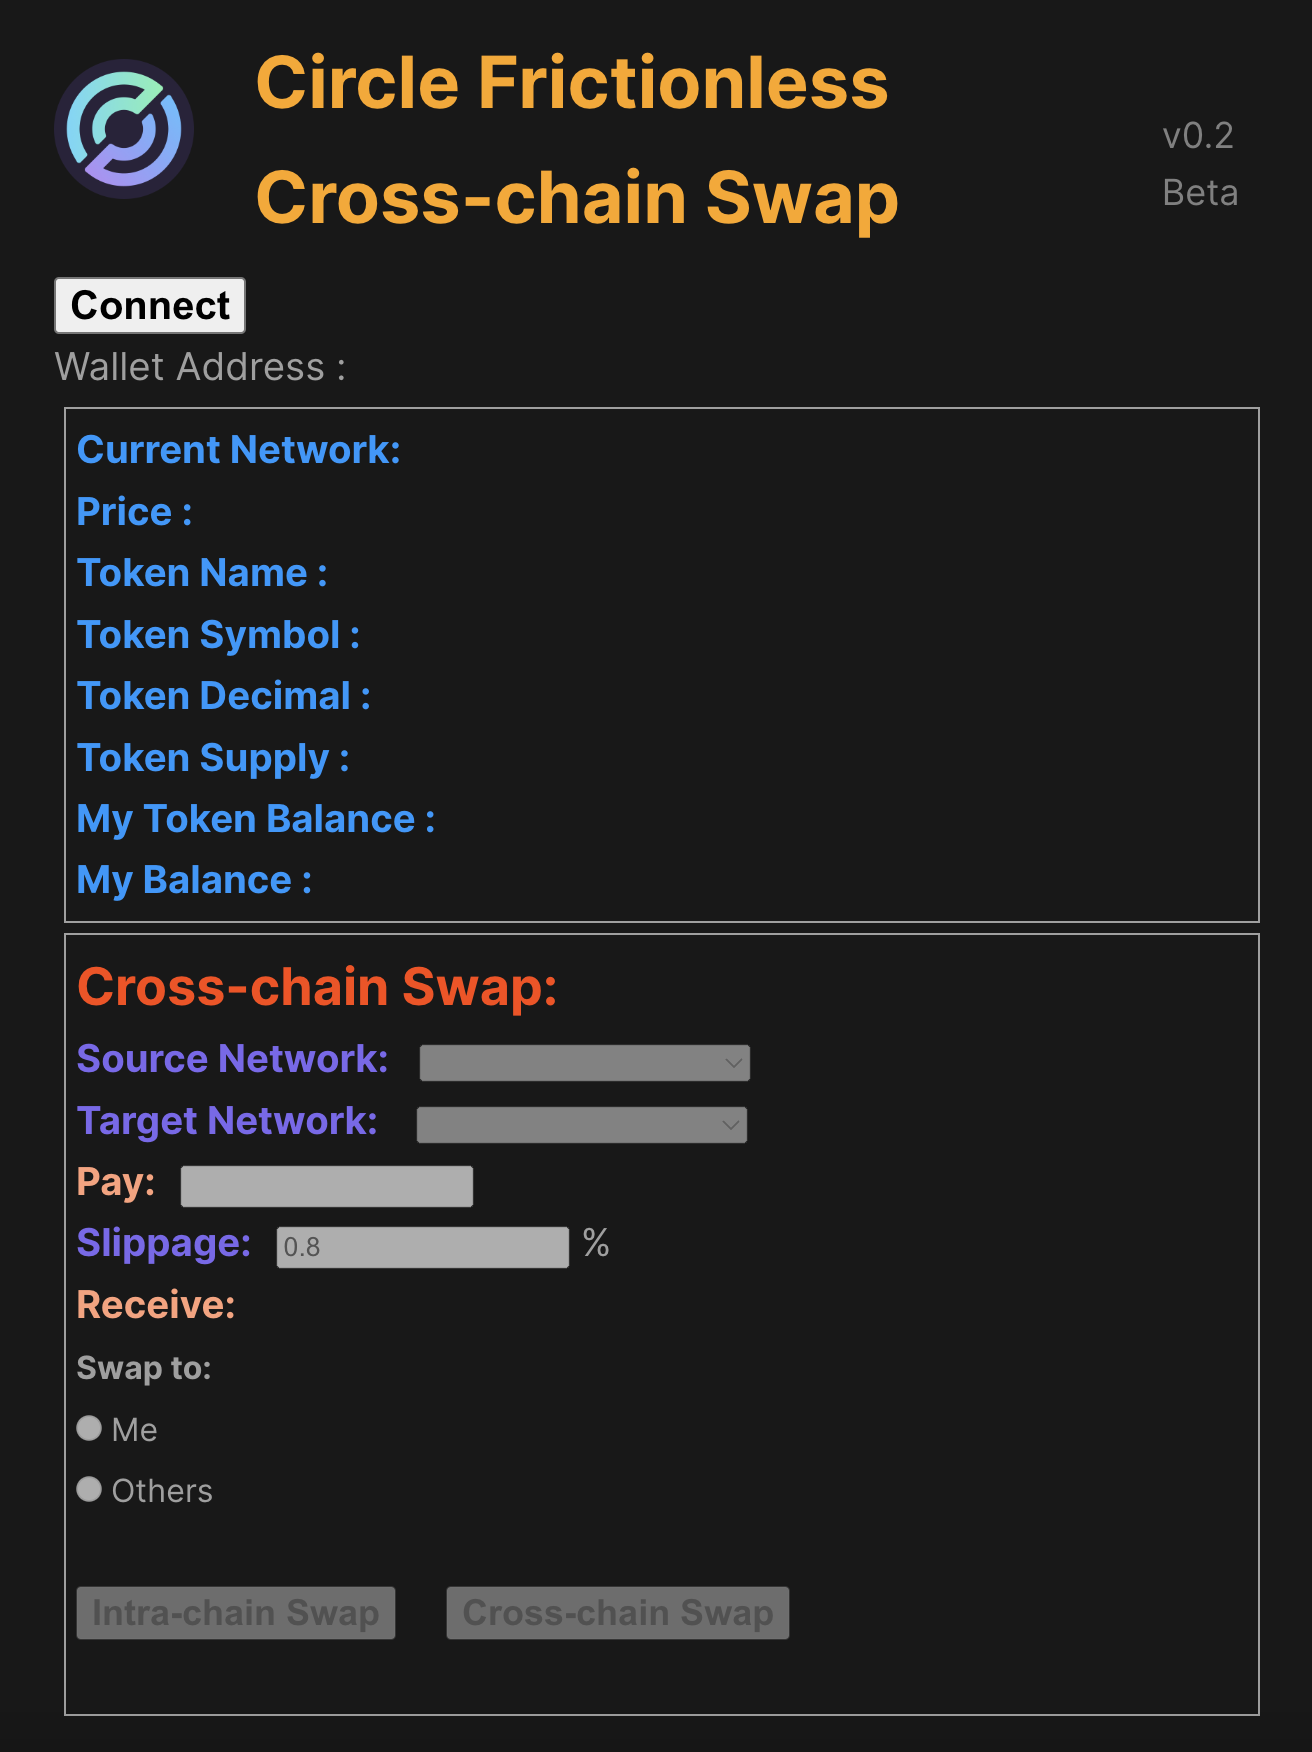 Circle Frictionless
Cross-chain Swap
v0.2
Beta
Connect
Wallet Address :
Current Network:
Price :
Token Name :
Token Symbol :
Token Decimal :
Token Supply :
My Token Balance :
My Balance :
Cross-chain Swap:
Source Network:
Target Network:
Pay:
Slippage: 0.8 %
Receive:
Swap to:
Me
Others
Intra-chain Swap Cross-chain Swap